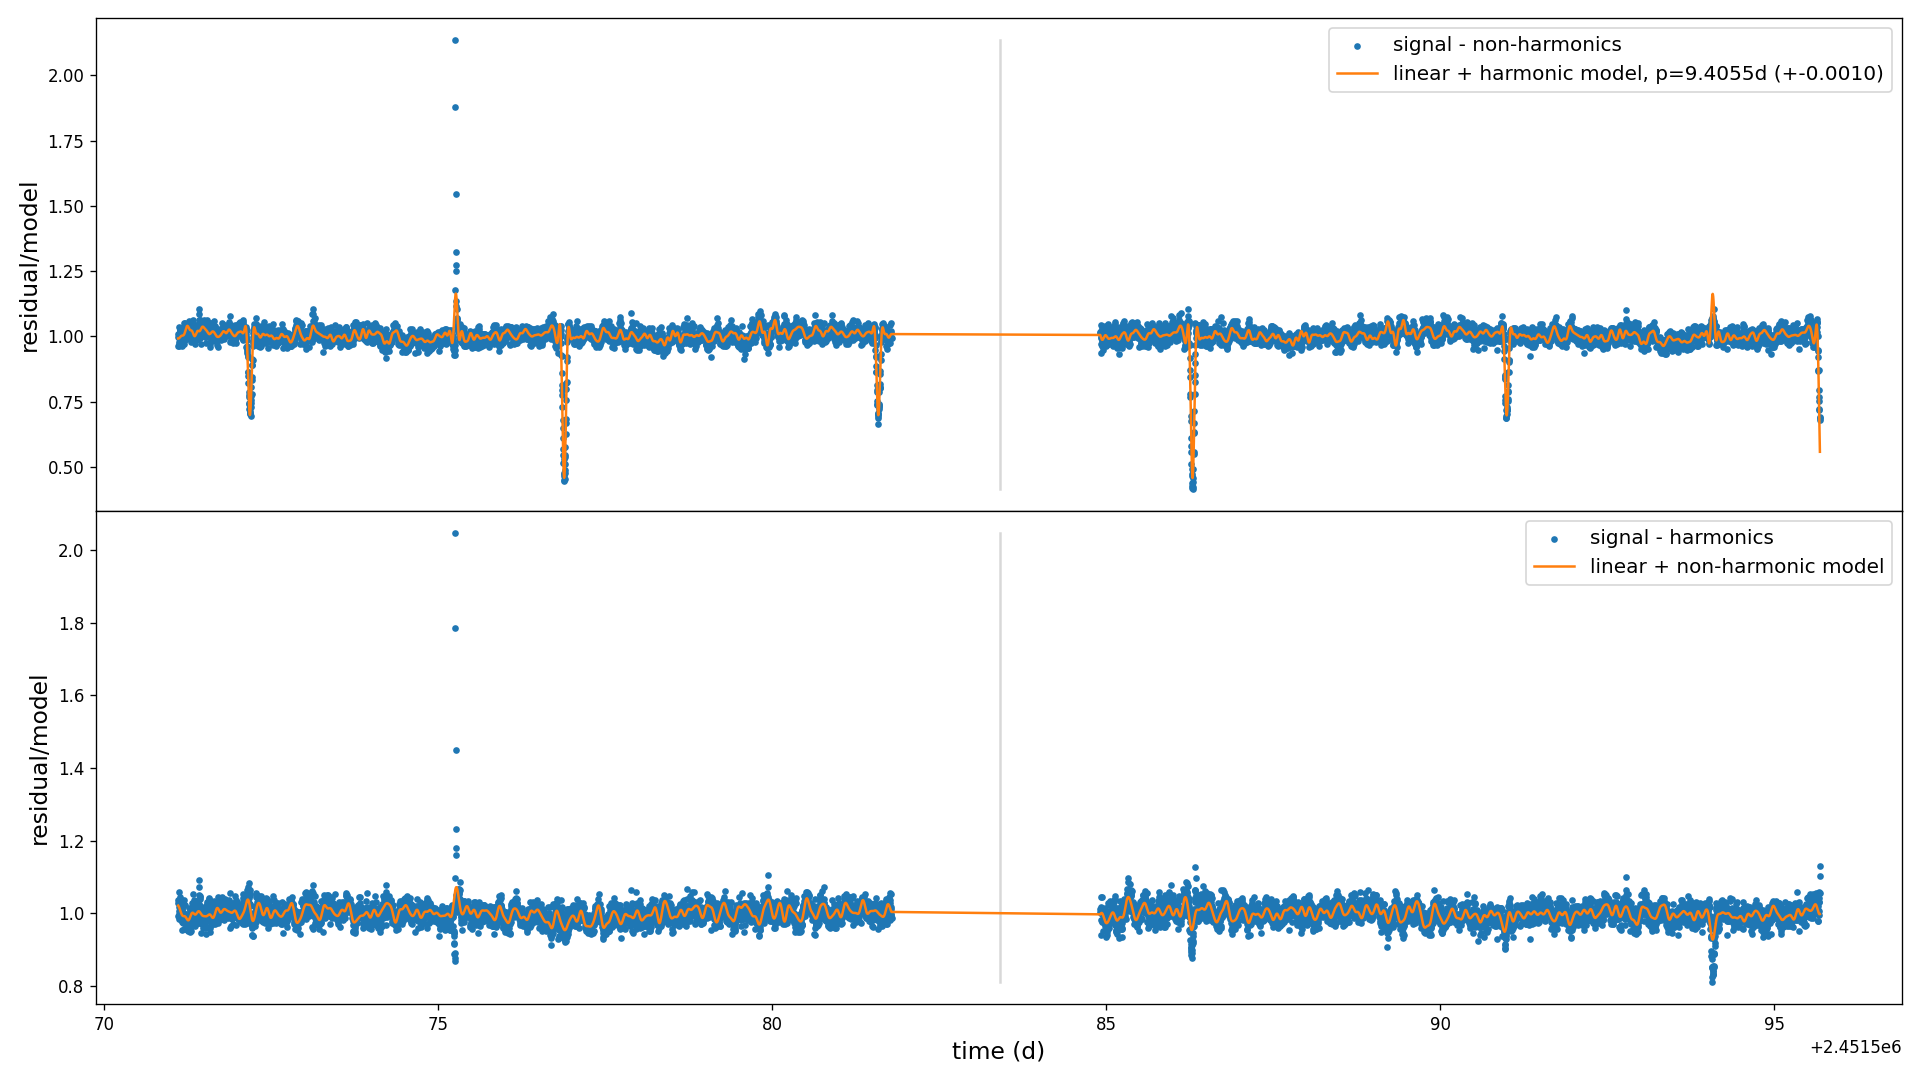 signal - non-harmonics
linear + harmonic model, p=9.4055d (+-0.0010)
residual/model
2.00
1.75
1.50
1.25
1.00
0.75
0.50
signal - harmonics
linear + non-harmonic model
residual/model
2.0
1.8
1.6
1.4
1.2
1.0
0.8
70
75
80
85
90
95
time (d)
+2.4515e6